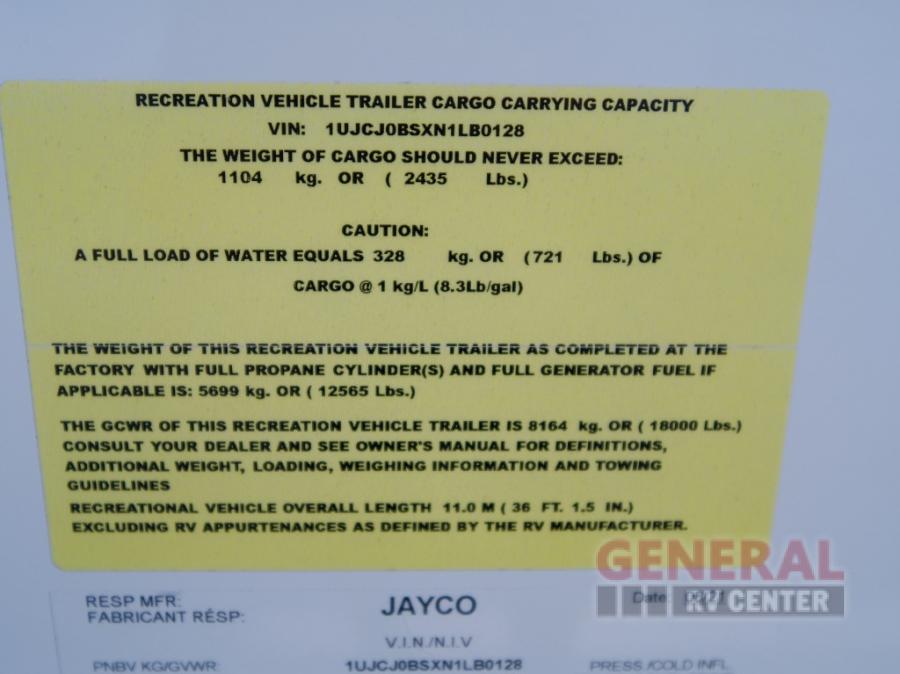 RECREATION VEHICLE TRAILER CARGO CARRYING CAPACITY
VIN: 1UJCJ0BSXN1LB0128
THE WEIGHT OF CARGO SHOULD NEVER EXCEED:
1104 kg. OR ( 2435 Lbs.)
CAUTION:
A FULL LOAD OF WATER EQUALS 328 kg. OR (721 Lbs.) OF
CARGO @ 1 kg/L (8.3Lb/gal)
THE WEIGHT OF THIS RECREATION VEHICLE TRAILER AS COMPLETED AT THE
FACTORY WITH FULL PROPANE CYLINDER(S) AND FULL GENERATOR FUEL IF
APPLICABLE IS: 5699 kg. OR ( 12565 Lbs.)
THE GCWR OF THIS RECREATION VEHICLE TRAILER IS 8164 kg. OR ( 18000 Lbs.)
CONSULT YOUR DEALER AND SEE OWNER'S MANUAL FOR DEFINITIONS,
ADDITIONAL WEIGHT, LOADING, WEIGHING INFORMATION AND TOWING
GUIDELINES
RECREATIONAL VEHICLE OVERALL LENGTH 11.0 M ( 36 FT. 1.5 IN.)
EXCLUDING RV APPURTENANCES AS DEFINED BY THE RV MANUFACTURER.
GENERAL
RV CENTER
RESP MFR: JAYCO Date:
FABRICANT RÉSP:
V.I.N./N.I.V
PNBV KG/GVWR: 1UJCJ0BSXN1LB0128 PRESS /COLD INFL